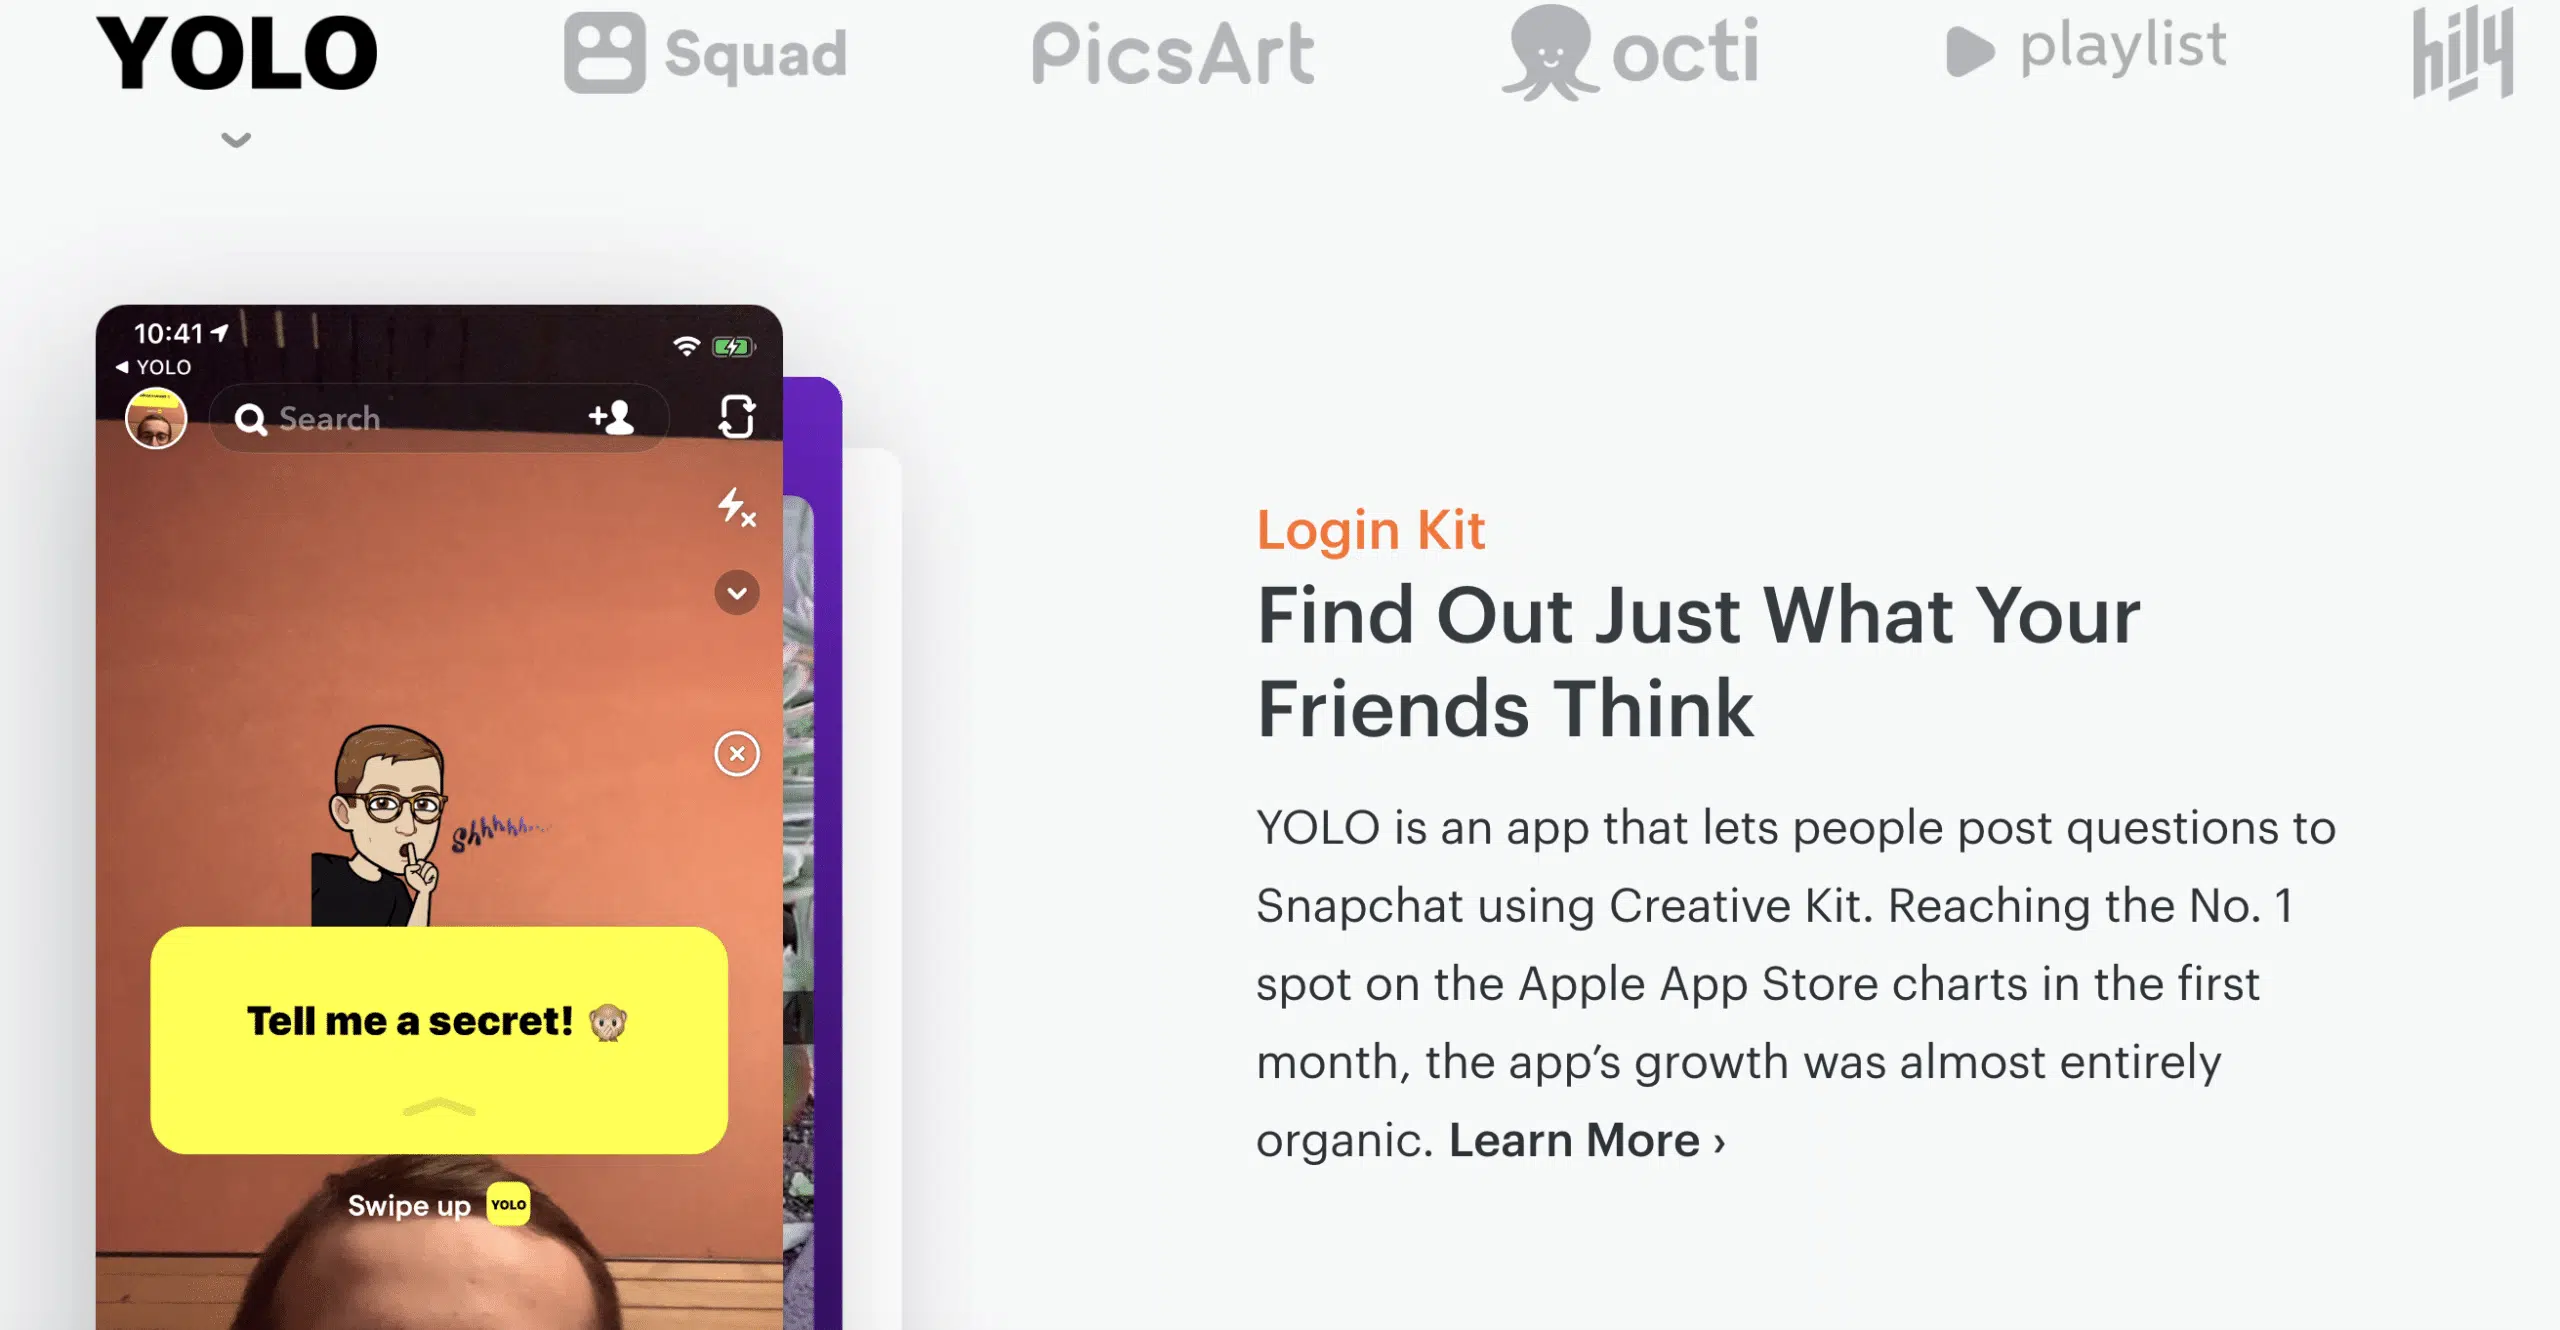 YOLO
Squad
PicsArt
octi
playlist
hily
10:41
YOLO
Search
Shhhhh...
Tell me a secret! 🙊
Swipe up YOLO
Login Kit
Find Out Just What Your
Friends Think
YOLO is an app that lets people post questions to
Snapchat using Creative Kit. Reaching the No. 1
spot on the Apple App Store charts in the first
month, the app’s growth was almost entirely
organic. Learn More ›